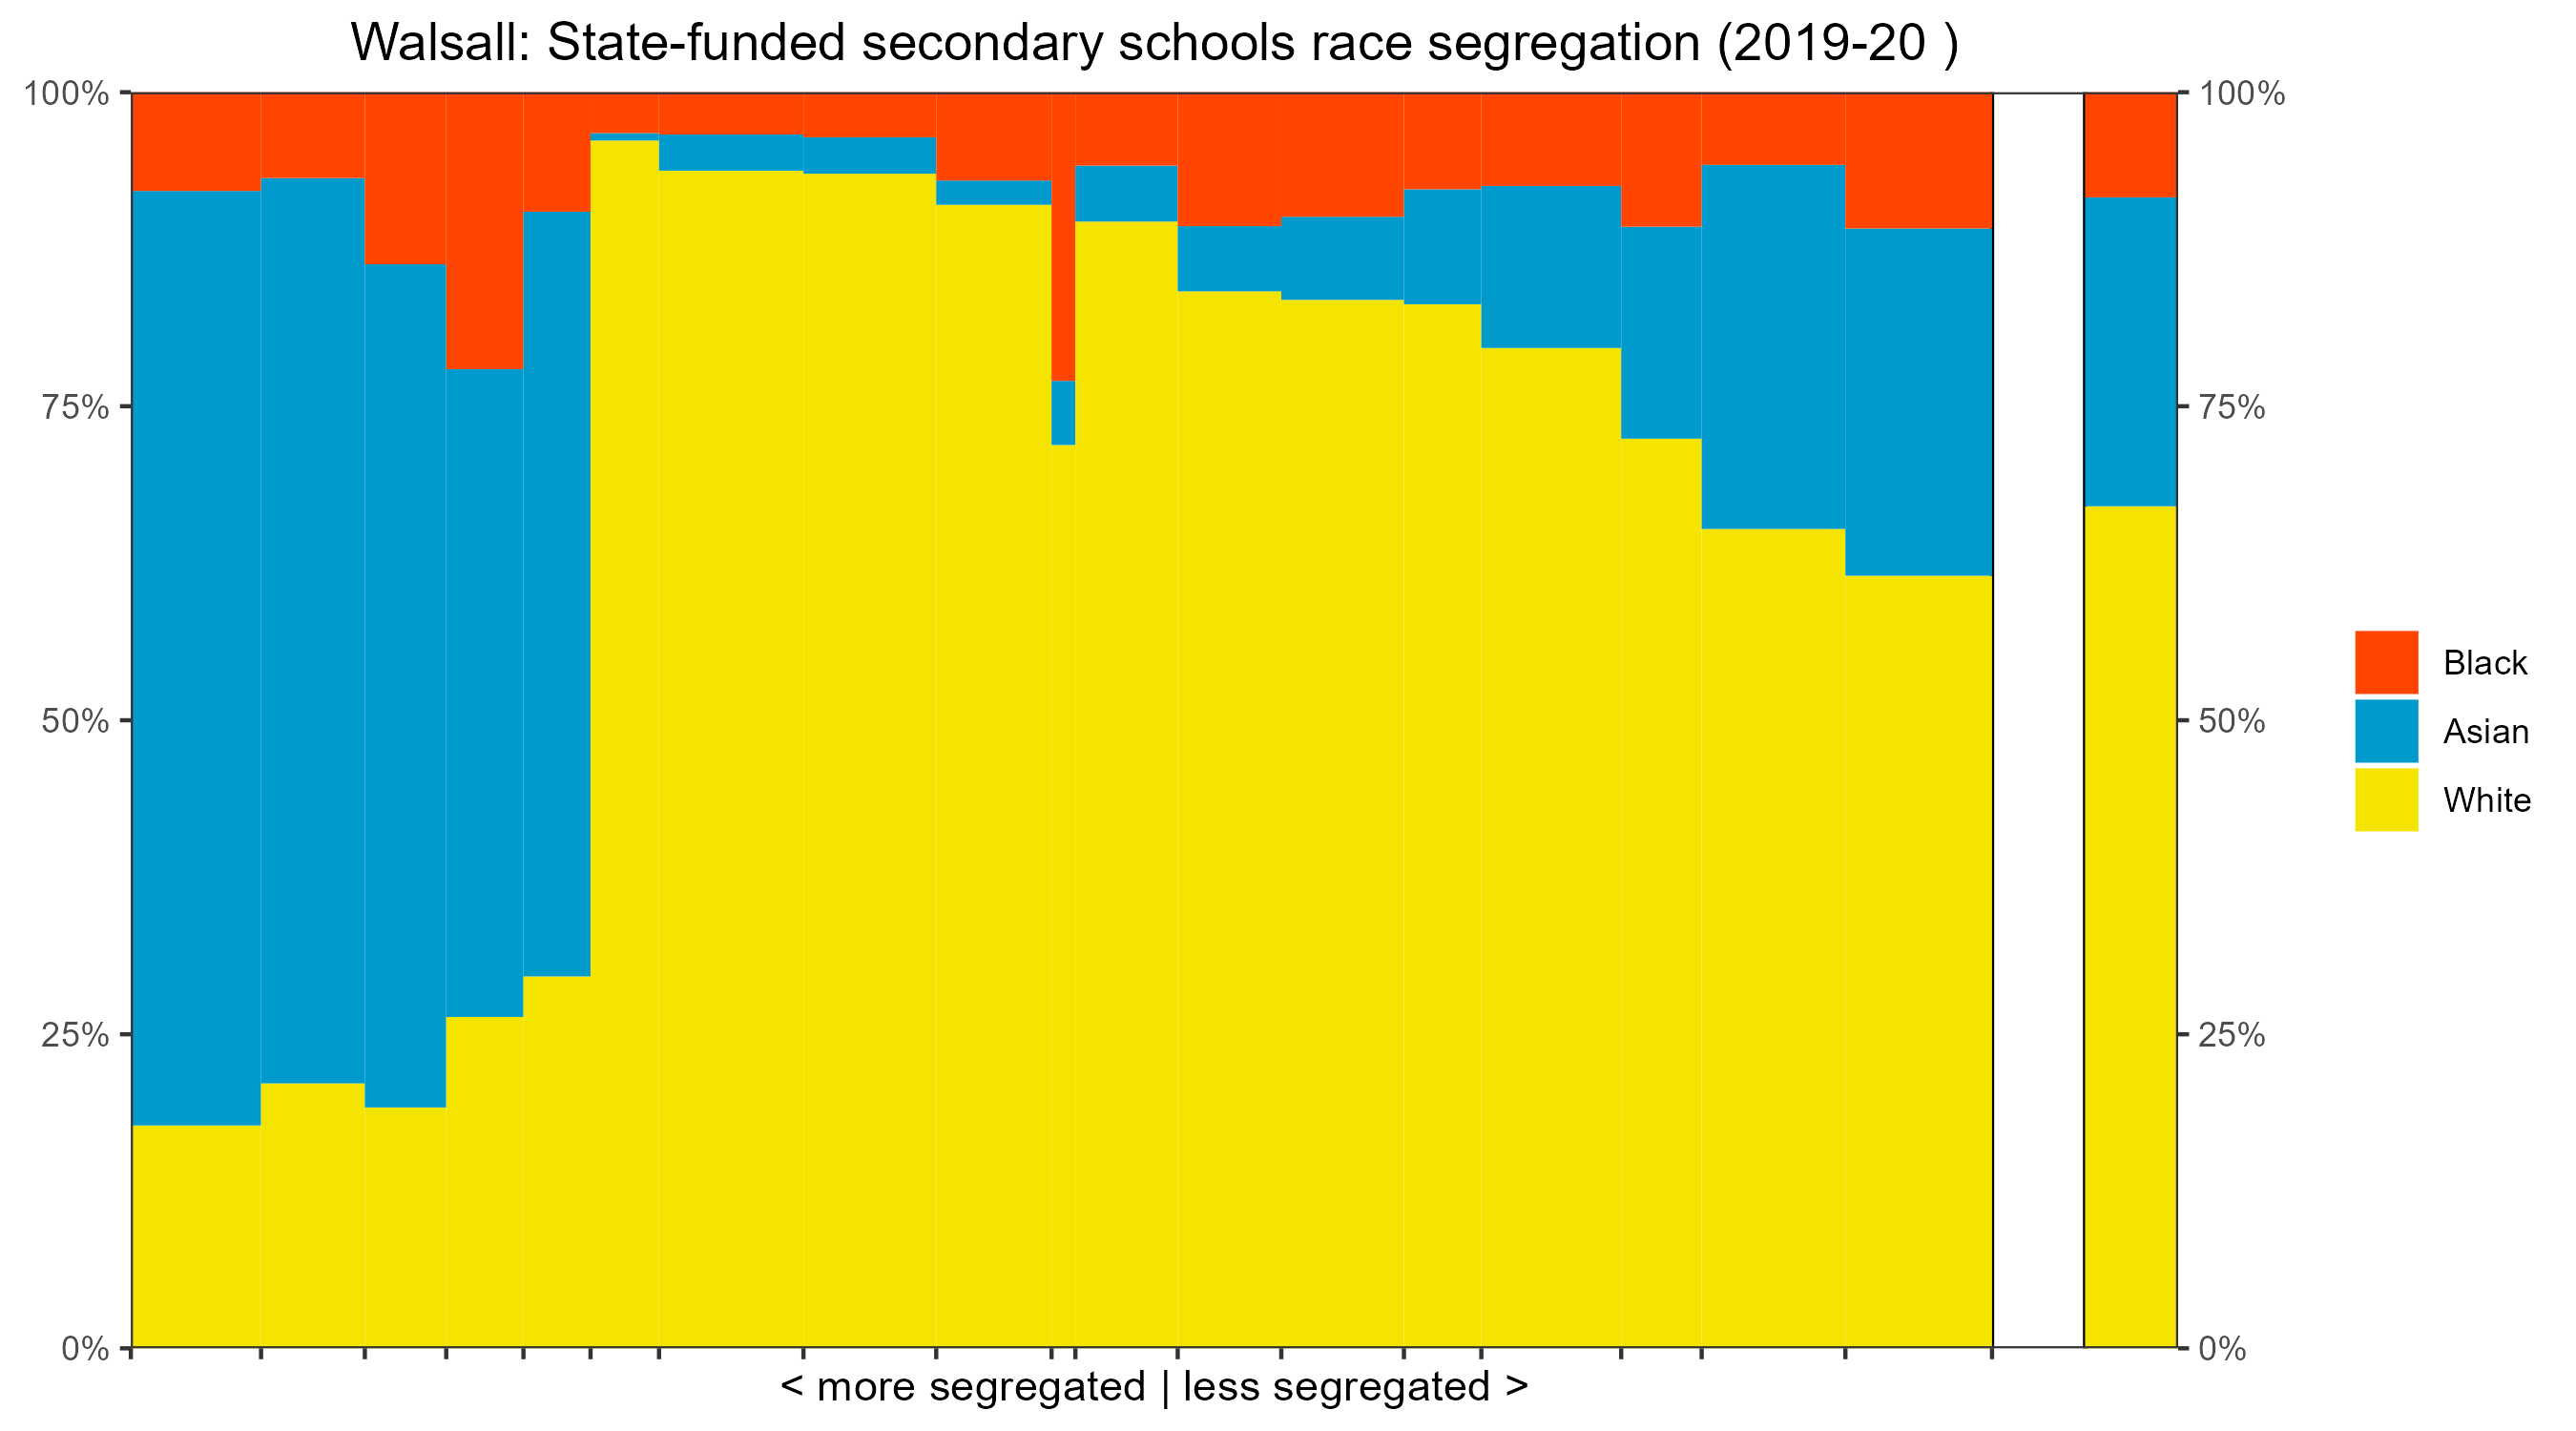 Walsall: State-funded secondary schools race segregation (2019-20 )
100%
75%
50%
25%
0%
100%
75%
50%
25%
0%
Black
Asian
White
< more segregated | less segregated >